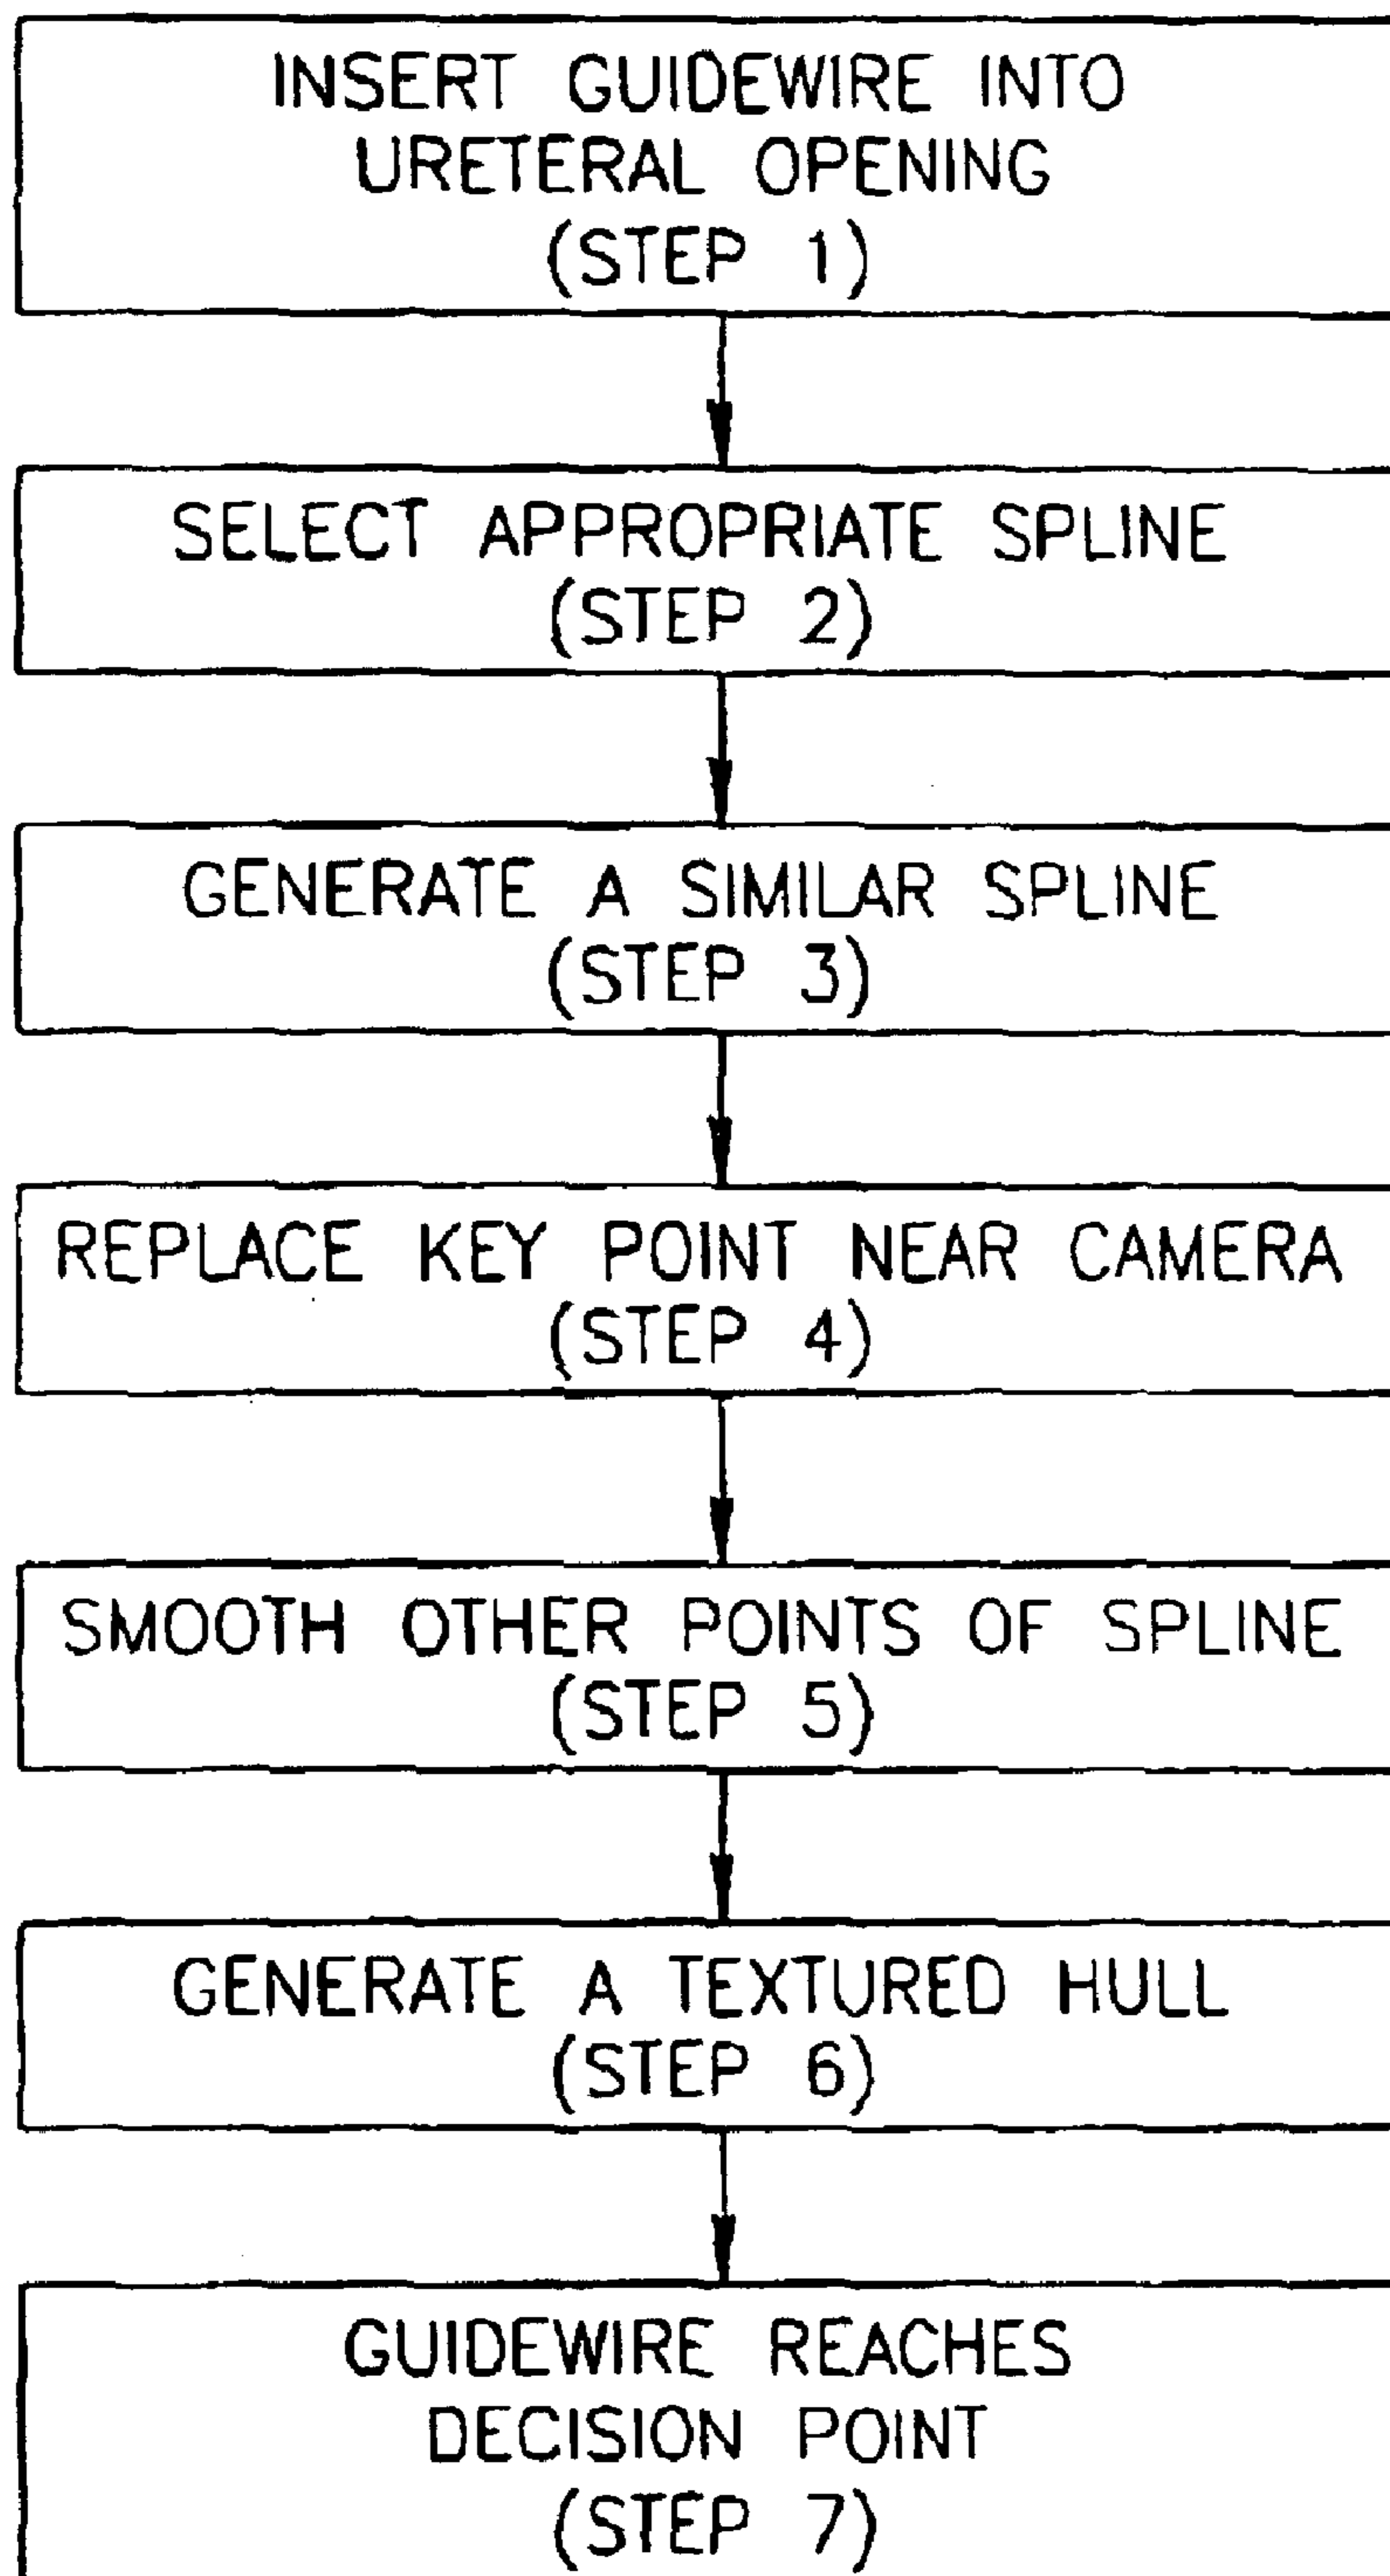 INSERT GUIDEWIRE INTO
URETERAL OPENING
(STEP 1)
SELECT APPROPRIATE SPLINE
(STEP 2)
GENERATE A SIMILAR SPLINE
(STEP 3)
REPLACE KEY POINT NEAR CAMERA
(STEP 4)
SMOOTH OTHER POINTS OF SPLINE
(STEP 5)
GENERATE A TEXTURED HULL
(STEP 6)
GUIDEWIRE REACHES
DECISION POINT
(STEP 7)